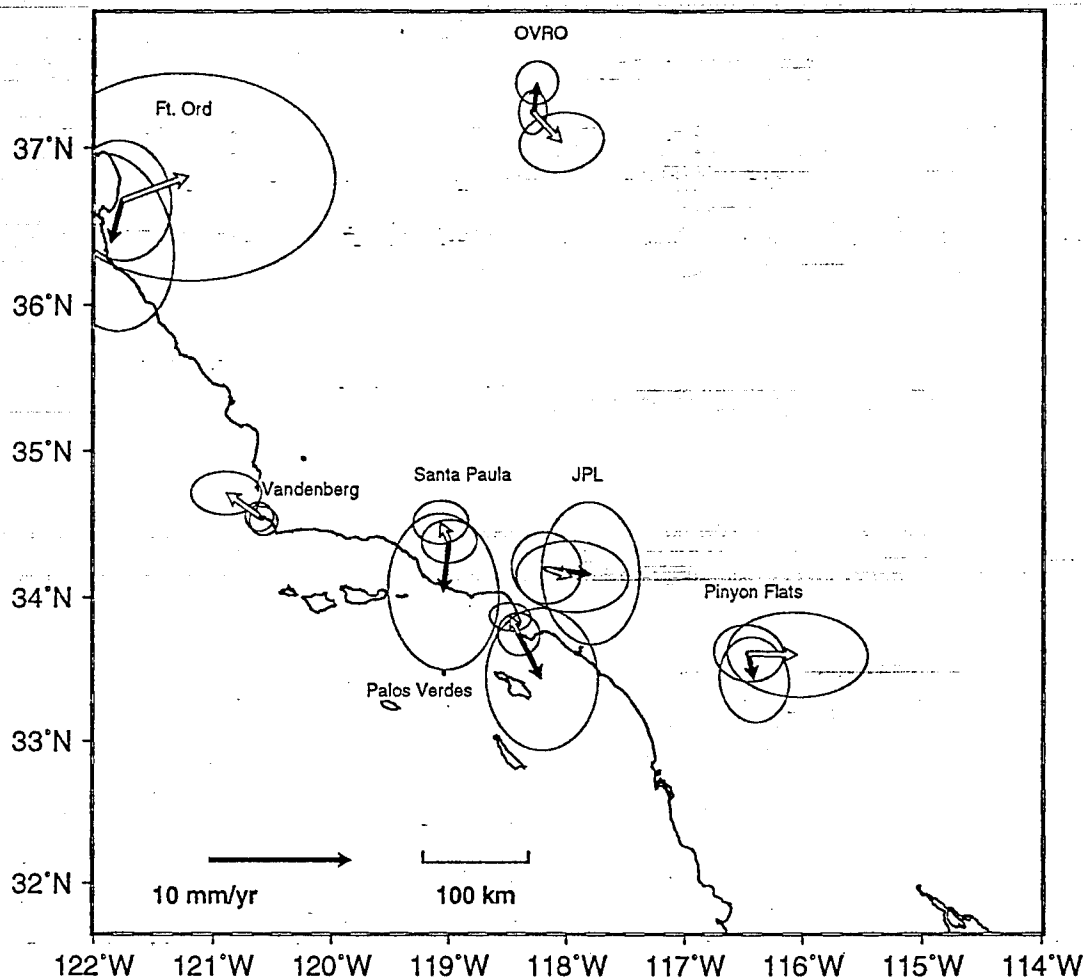 OVRO
Ft. Ord
37°N
36°N
35°N
Santa Paula
JPL
Vandenberg
34°N
Pinyon Flats
Palos Verdes
33°N
10 mm/yr
100 km
32°N
122°W 121°W 120°W 119°W 118°W 117°W 116°W 115°W 114°W